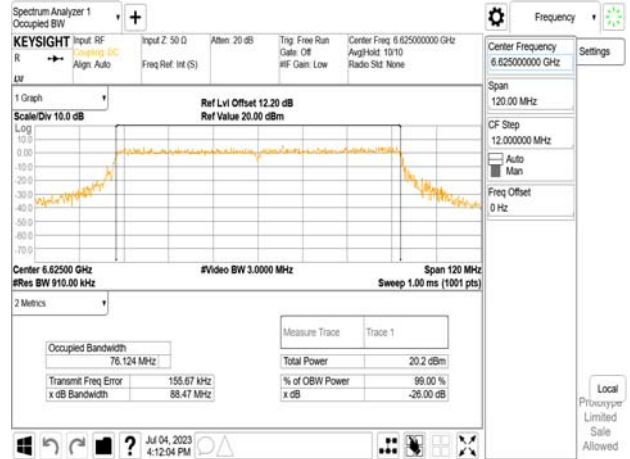 Spectrum Analyzer 1
Occupied BW
Frequency
KEYSIGHT
R
Input: RF
Coupling: DC
Align: Auto
Input Z: 50 Ω
Freq Ref: Int (S)
Atten: 20 dB
Trig: Free Run
Gate: Off
#IF Gain: Low
Center Freq: 6.625000000 GHz
Avg|Hold: 10/10
Radio Std: None
Center Frequency
6.625000000 GHz
Settings
Span
120.00 MHz
CF Step
12.000000 MHz
Auto
Man
Freq Offset
0 Hz
1 Graph
Scale/Div 10.0 dB
Ref Lvl Offset 12.20 dB
Ref Value 20.00 dBm
Log
10.0
0.00
-10.0
-20.0
-30.0
-40.0
-50.0
-60.0
-70.0
Center 6.62500 GHz
#Res BW 910.00 kHz
#Video BW 3.0000 MHz
Span 120 MHz
Sweep 1.00 ms (1001 pts)
2 Metrics
Measure Trace
Trace 1
Occupied Bandwidth
76.124 MHz
Total Power
20.2 dBm
Transmit Freq Error
155.67 kHz
% of OBW Power
99.00 %
x dB Bandwidth
88.47 MHz
x dB
-26.00 dB
Local
Prototype
Limited
Sale
Allowed
Jul 04, 2023
4:12:04 PM